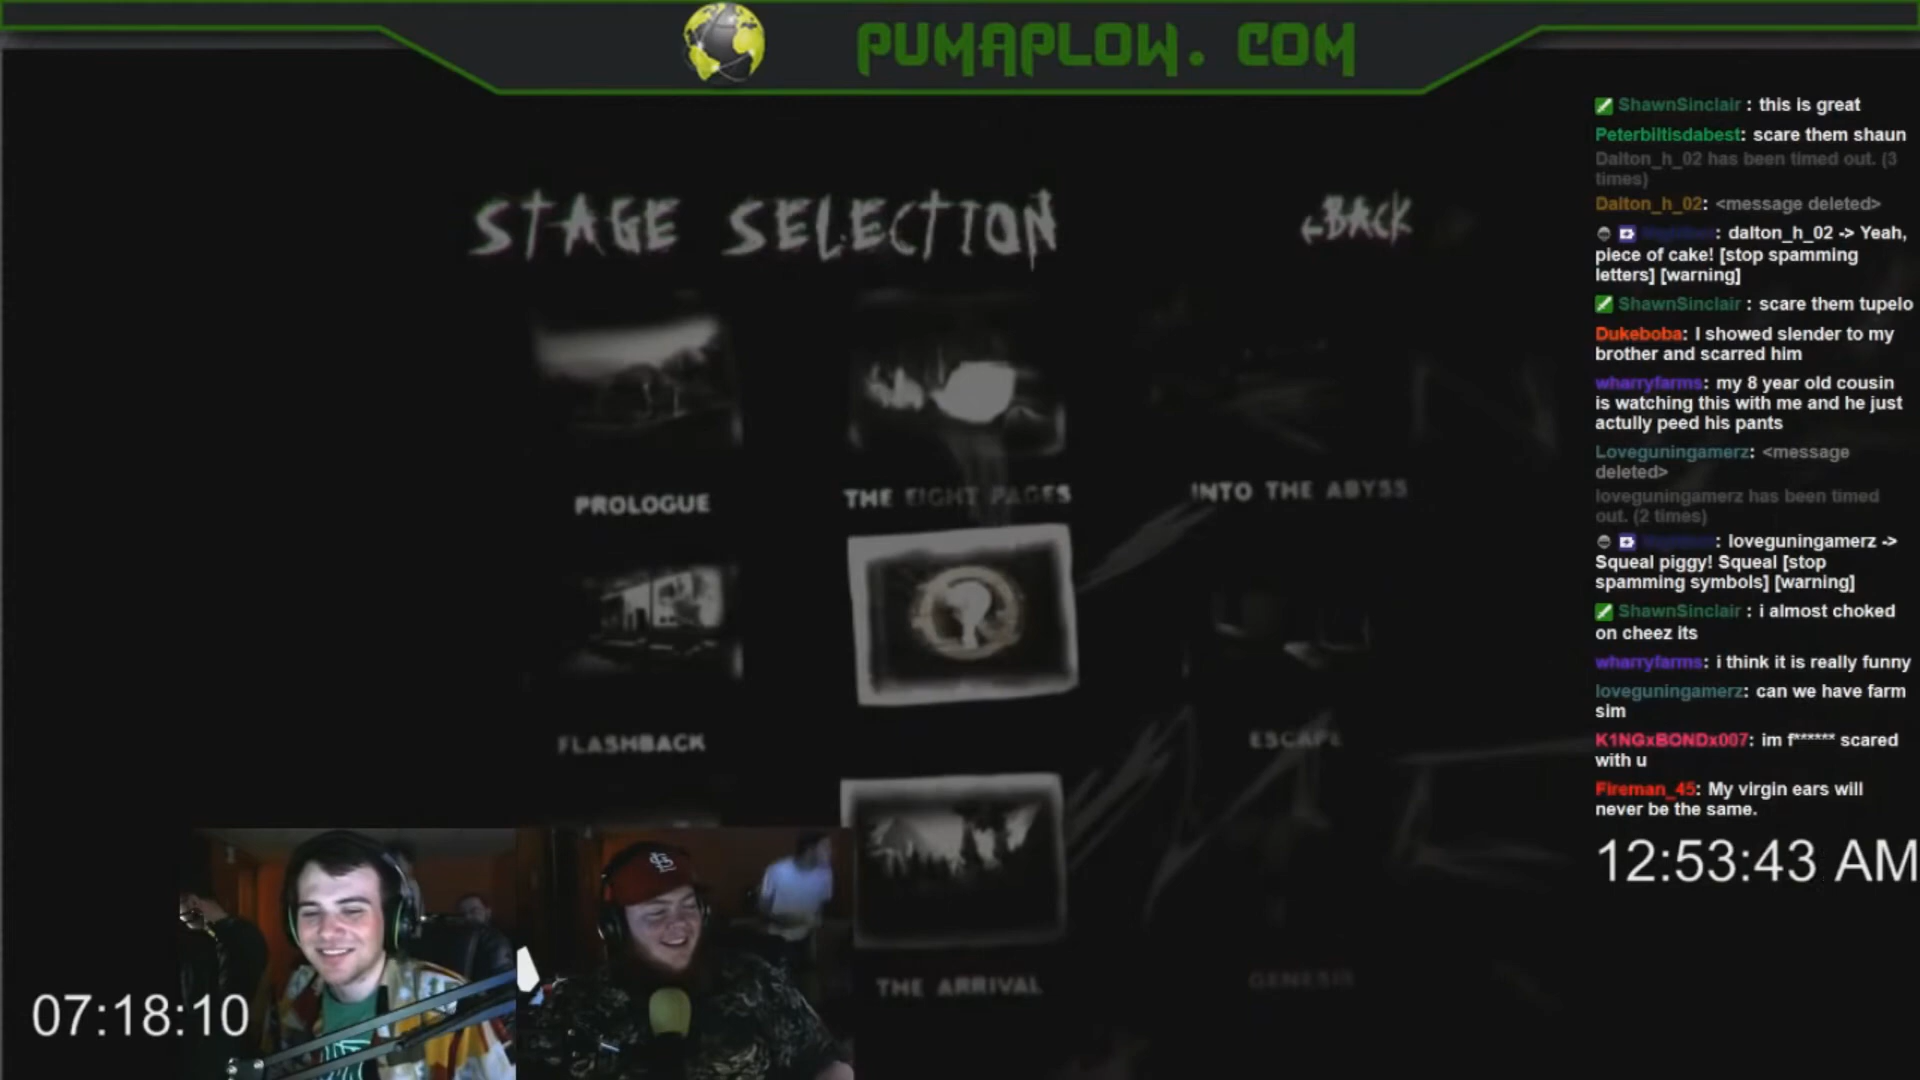 PUMAPLOW. COM
STAGE SELECTION
←BACK
PROLOGUE
THE EIGHT PAGES
INTO THE ABYSS
FLASHBACK
ESCAPE
THE ARRIVAL
GENESIS
07:18:10
ShawnSinclair : this is great
Peterbiltisdabest: scare them shaun
Dalton_h_02 has been timed out. (3
times)
Dalton_h_02: <message deleted>
: dalton_h_02 -> Yeah,
piece of cake! [stop spamming
letters] [warning]
ShawnSinclair : scare them tupelo
Dukeboba: I showed slender to my
brother and scarred him
wharryfarms: my 8 year old cousin
is watching this with me and he just
actully peed his pants
Loveguningamerz: <message
deleted>
loveguningamerz has been timed
out. (2 times)
: loveguningamerz ->
Squeal piggy! Squeal [stop
spamming symbols] [warning]
ShawnSinclair : i almost choked
on cheez its
wharryfarms: i think it is really funny
loveguningamerz: can we have farm
sim
K1NGxBONDx007: im f****** scared
with u
Fireman_45: My virgin ears will
never be the same.
12:53:43 AM